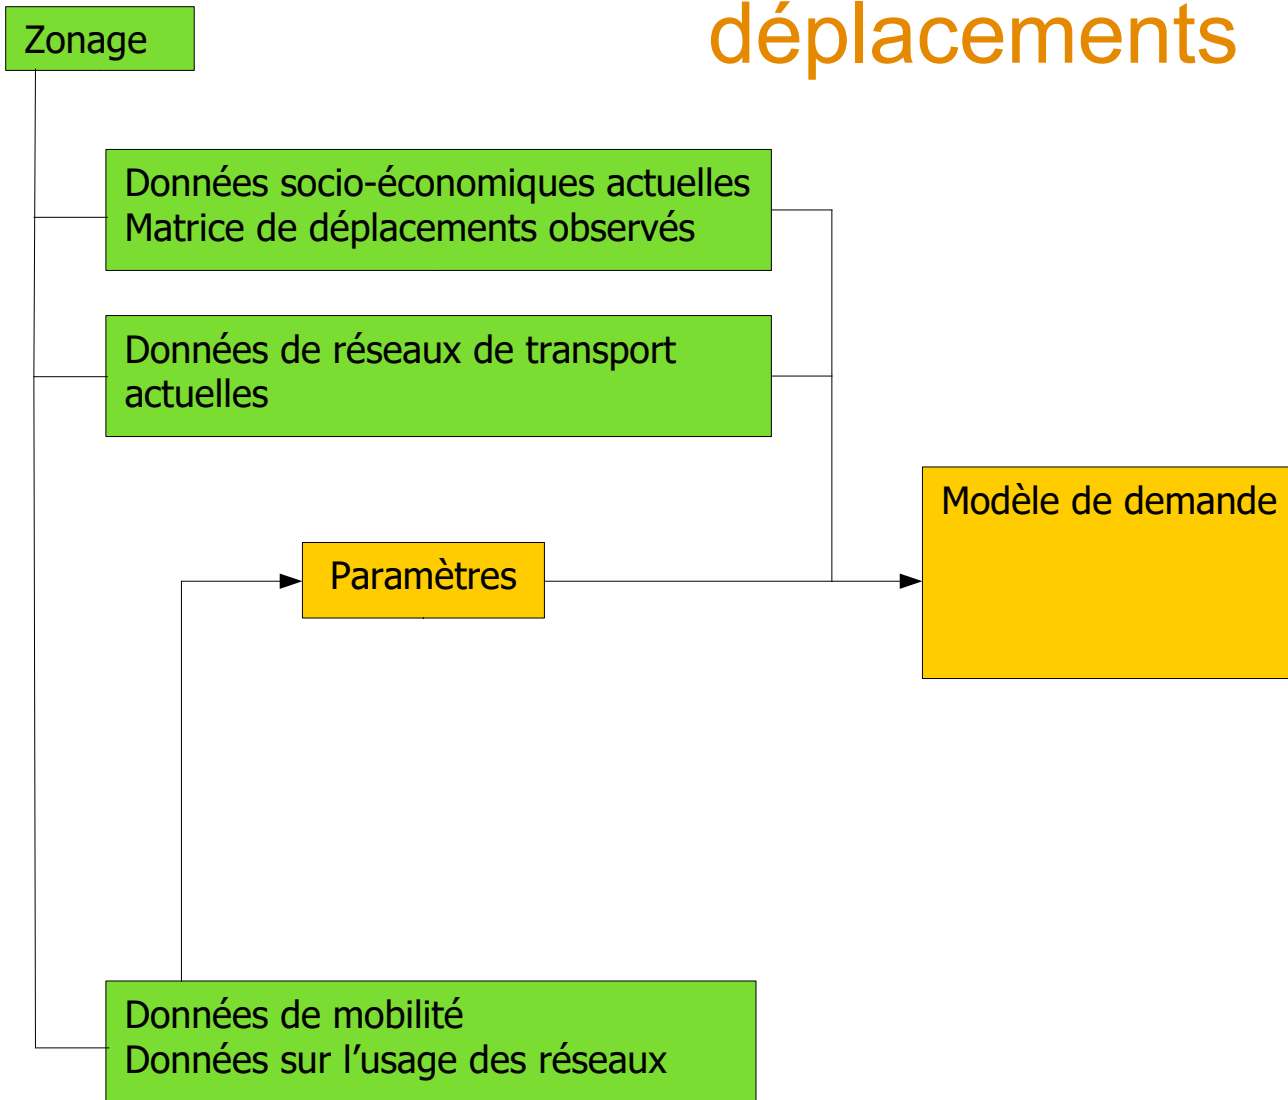 déplacements
Zonage
Données socio-économiques actuelles
Matrice de déplacements observés
Données de réseaux de transport
actuelles
Modèle de demande
Paramètres
Données de mobilité
Données sur l’usage des réseaux